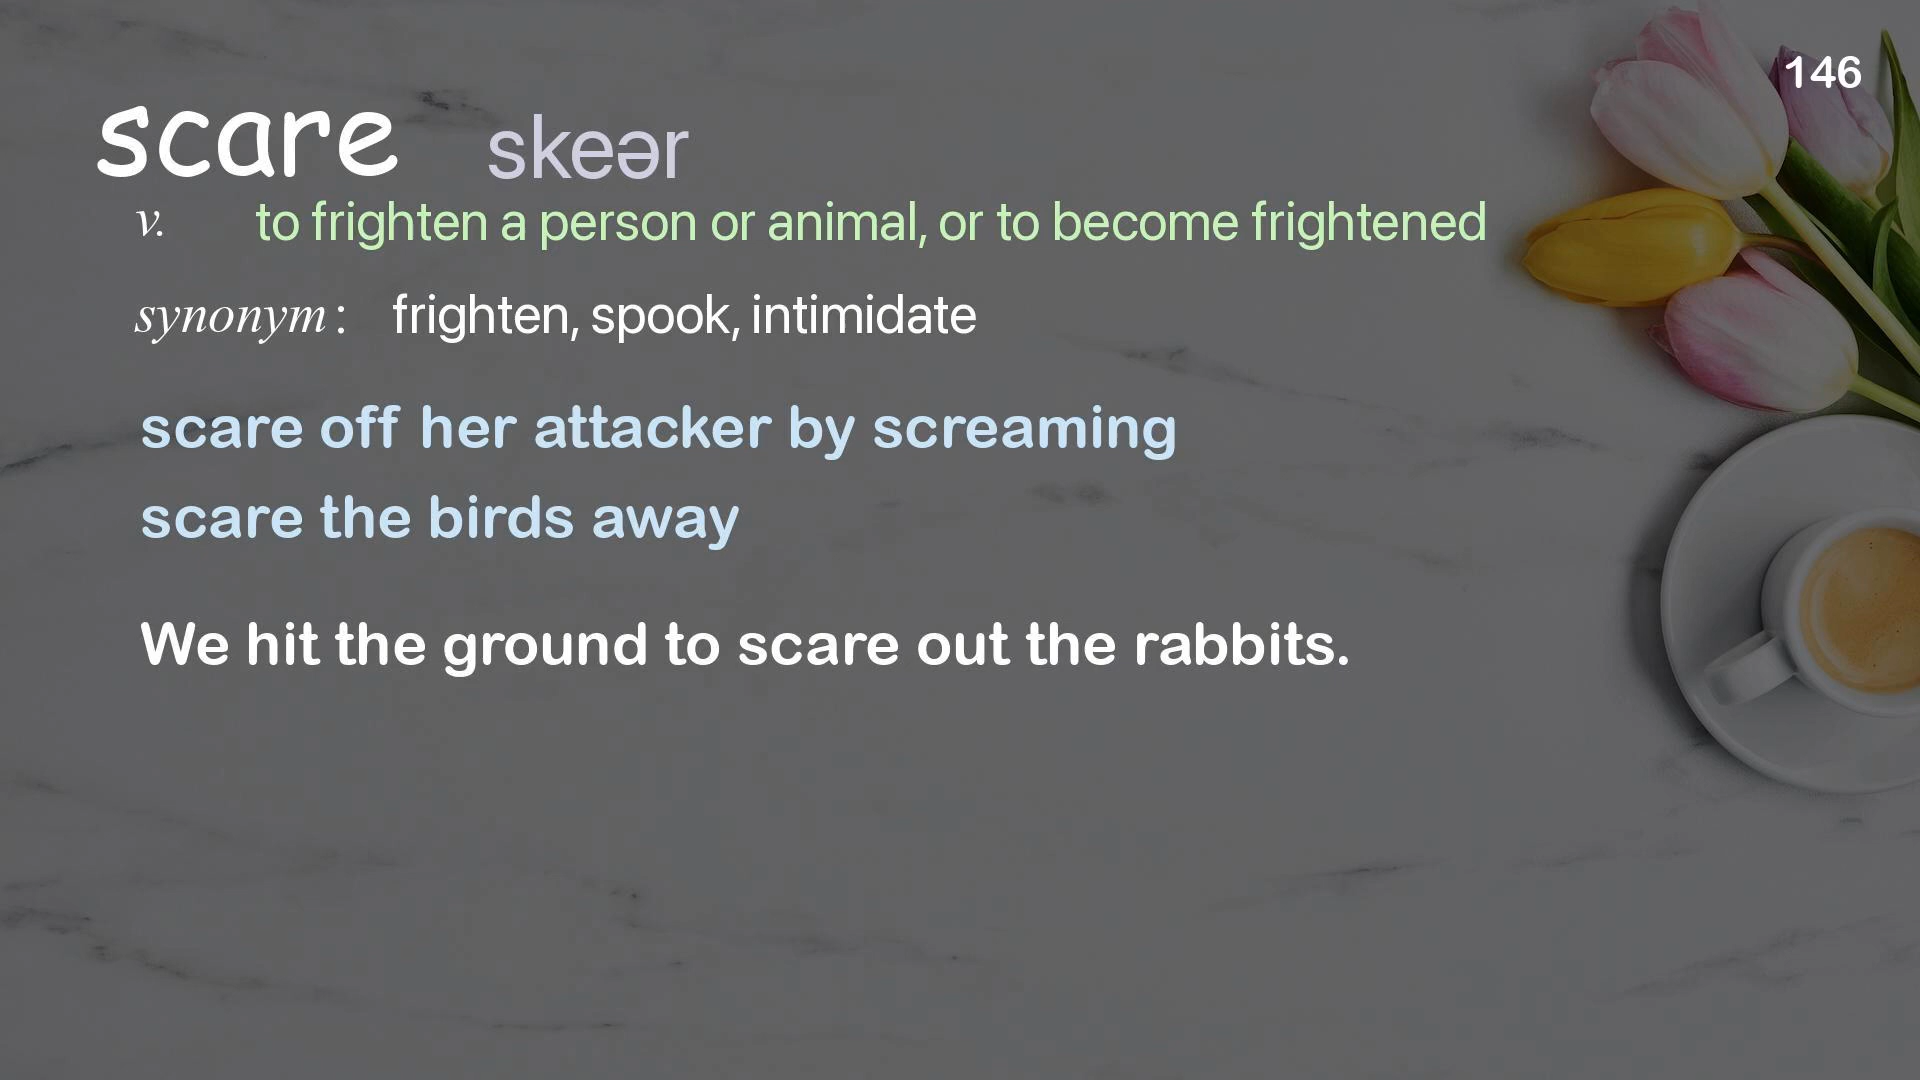 146
scare skeər
v. to frighten a person or animal, or to become frightened
synonym: frighten, spook, intimidate
scare off her attacker by screaming
scare the birds away
We hit the ground to scare out the rabbits.